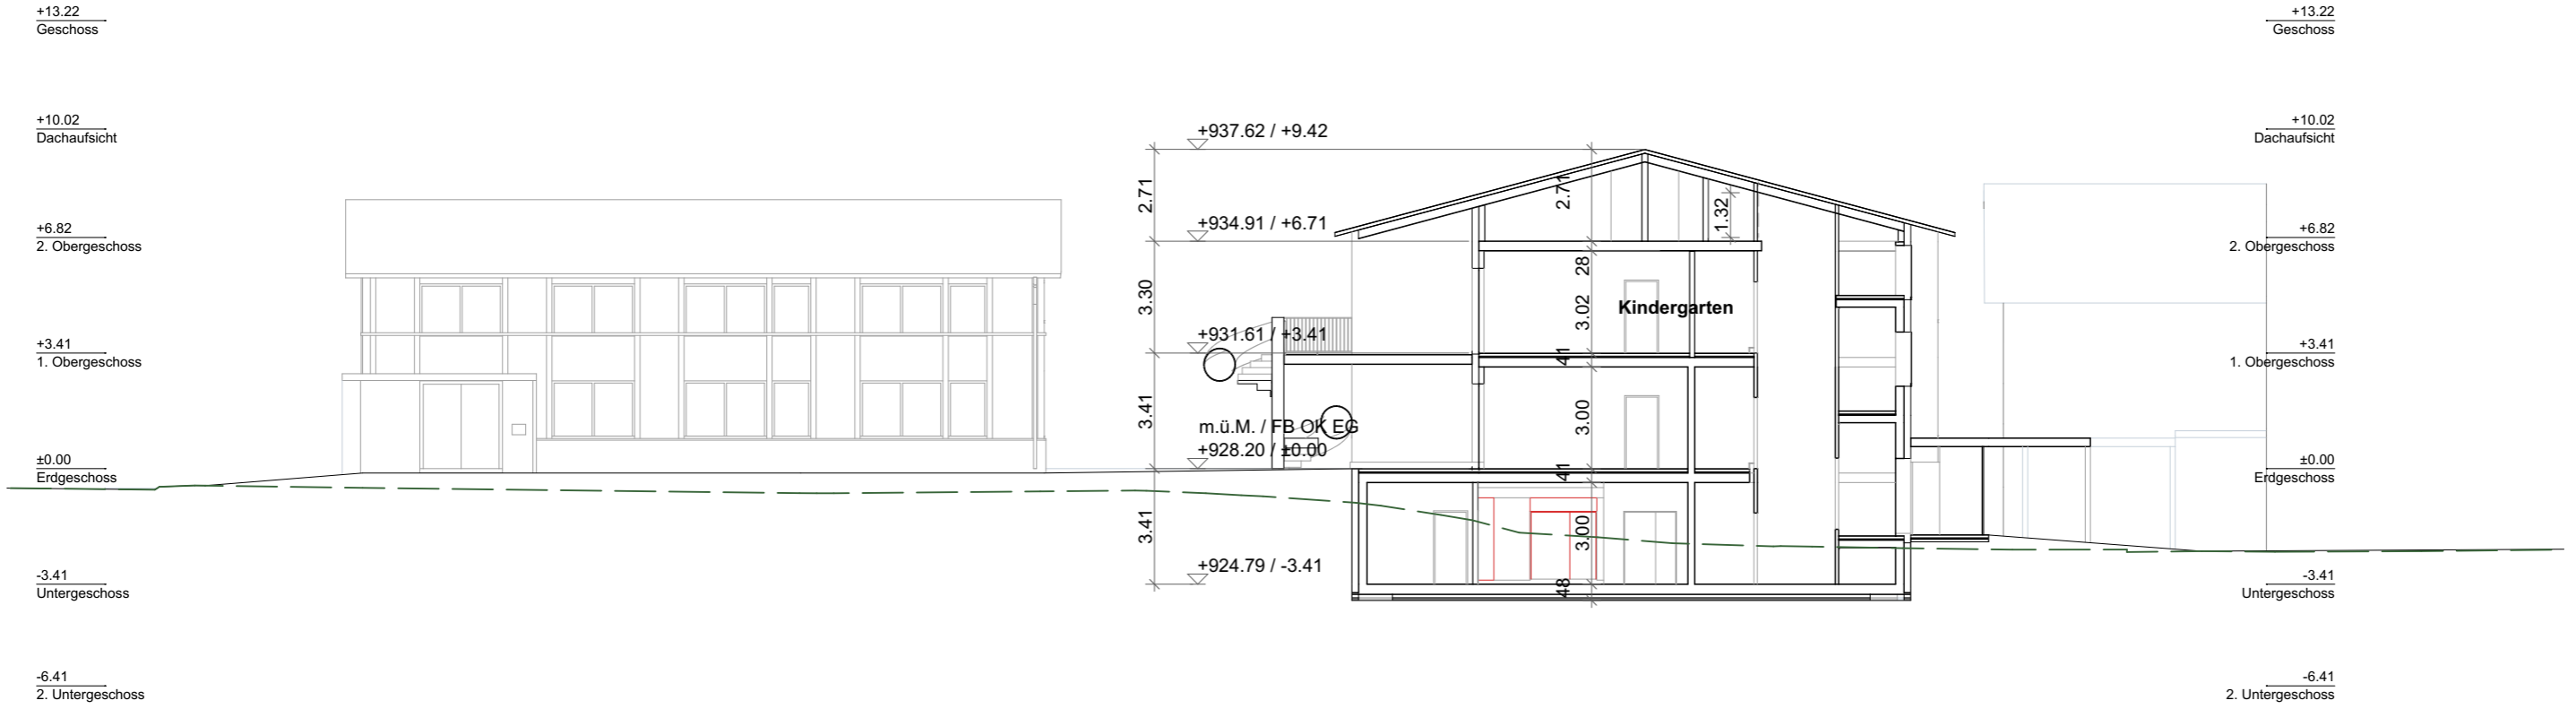 +13.22
Geschoss
+10.02
Dachaufsicht
+6.82
2. Obergeschoss
+3.41
1. Obergeschoss
±0.00
Erdgeschoss
-3.41
Untergeschoss
-6.41
2. Untergeschoss
+937.62 / +9.42
2.71
+934.91 / +6.71
3.30
+931.61 / +3.41
3.41
m.ü.M. / FB OK EG
+928.20 / ±0.00
3.41
+924.79 / -3.41
2.71
1.32
28
3.02
Kindergarten
41
3.00
41
3.00
48
+13.22
Geschoss
+10.02
Dachaufsicht
+6.82
2. Obergeschoss
+3.41
1. Obergeschoss
±0.00
Erdgeschoss
-3.41
Untergeschoss
-6.41
2. Untergeschoss